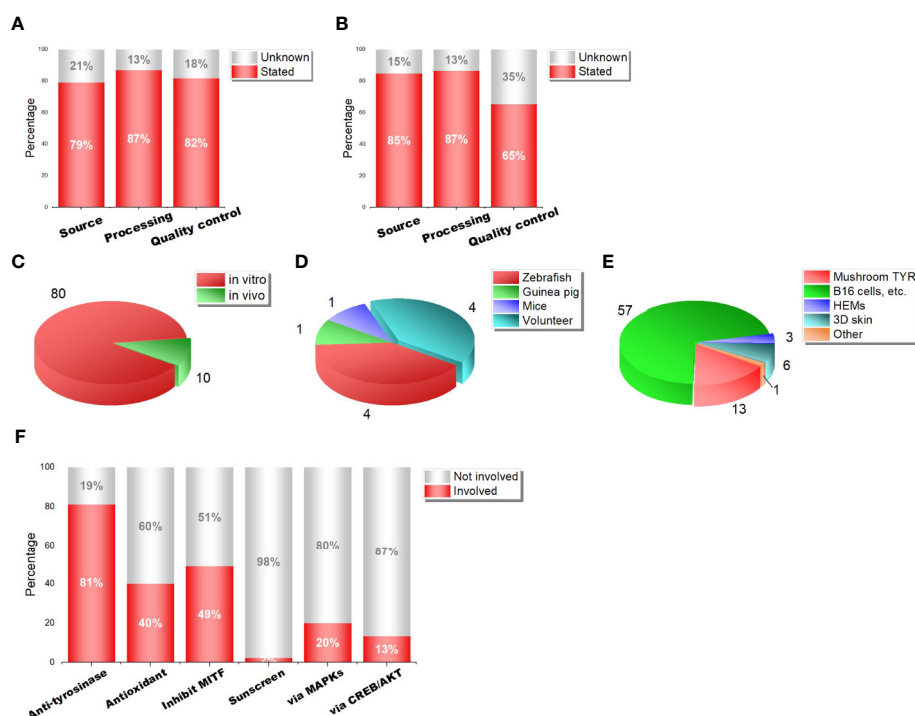 A
100
80
60
40
20
0
Percentage
21%
13%
18%
79%
87%
82%
Source
Processing
Quality control
Unknown
Stated
B
100
80
60
40
20
0
Percentage
15%
13%
35%
85%
87%
65%
Source
Processing
Quality control
Unknown
Stated
C
80
10
in vitro
in vivo
D
1
1
4
4
Zebrafish
Guinea pig
Mice
Volunteer
E
57
3
6
1
13
Mushroom TYR
B16 cells, etc.
HEMs
3D skin
Other
F
100
80
60
40
20
0
Percentage
19%
60%
51%
98%
80%
87%
81%
40%
49%
20%
13%
Anti-tyrosinase
Antioxidant
Inhibit MITF
Sunscreen
via MAPKs
via CREB/AKT
Not involved
Involved